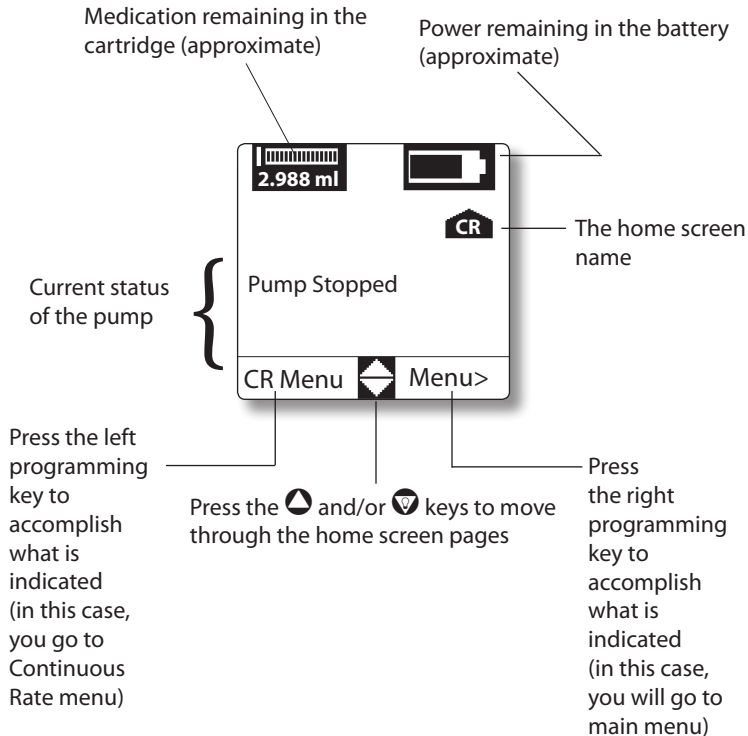 Medication remaining in the
cartridge (approximate)
Power remaining in the battery
(approximate)
2.988 ml
CR
The home screen
name
Current status
of the pump
Pump Stopped
CR Menu
Menu>
Press the left
programming
key to
accomplish
what is
indicated
(in this case,
you go to
Continuous
Rate menu)
Press the and/or keys to move
through the home screen pages
Press
the right
programming
key to
accomplish
what is
indicated
(in this case,
you will go to
main menu)